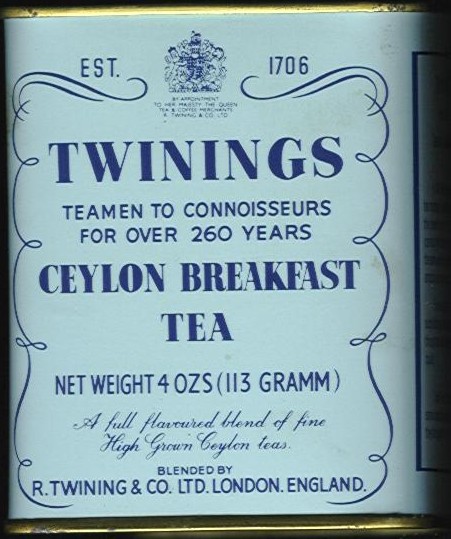 EST. 1706
BY APPOINTMENT
TO HER MAJESTY THE QUEEN
TEA & COFFEE MERCHANTS
R. TWINING & CO. LTD
TWININGS
TEAMEN TO CONNOISSEURS
FOR OVER 260 YEARS
CEYLON BREAKFAST
TEA
NET WEIGHT 4 OZS (113 GRAMM)
A full flavoured blend of fine
High Grown Ceylon teas.
BLENDED BY
R. TWINING & CO. LTD. LONDON. ENGLAND.